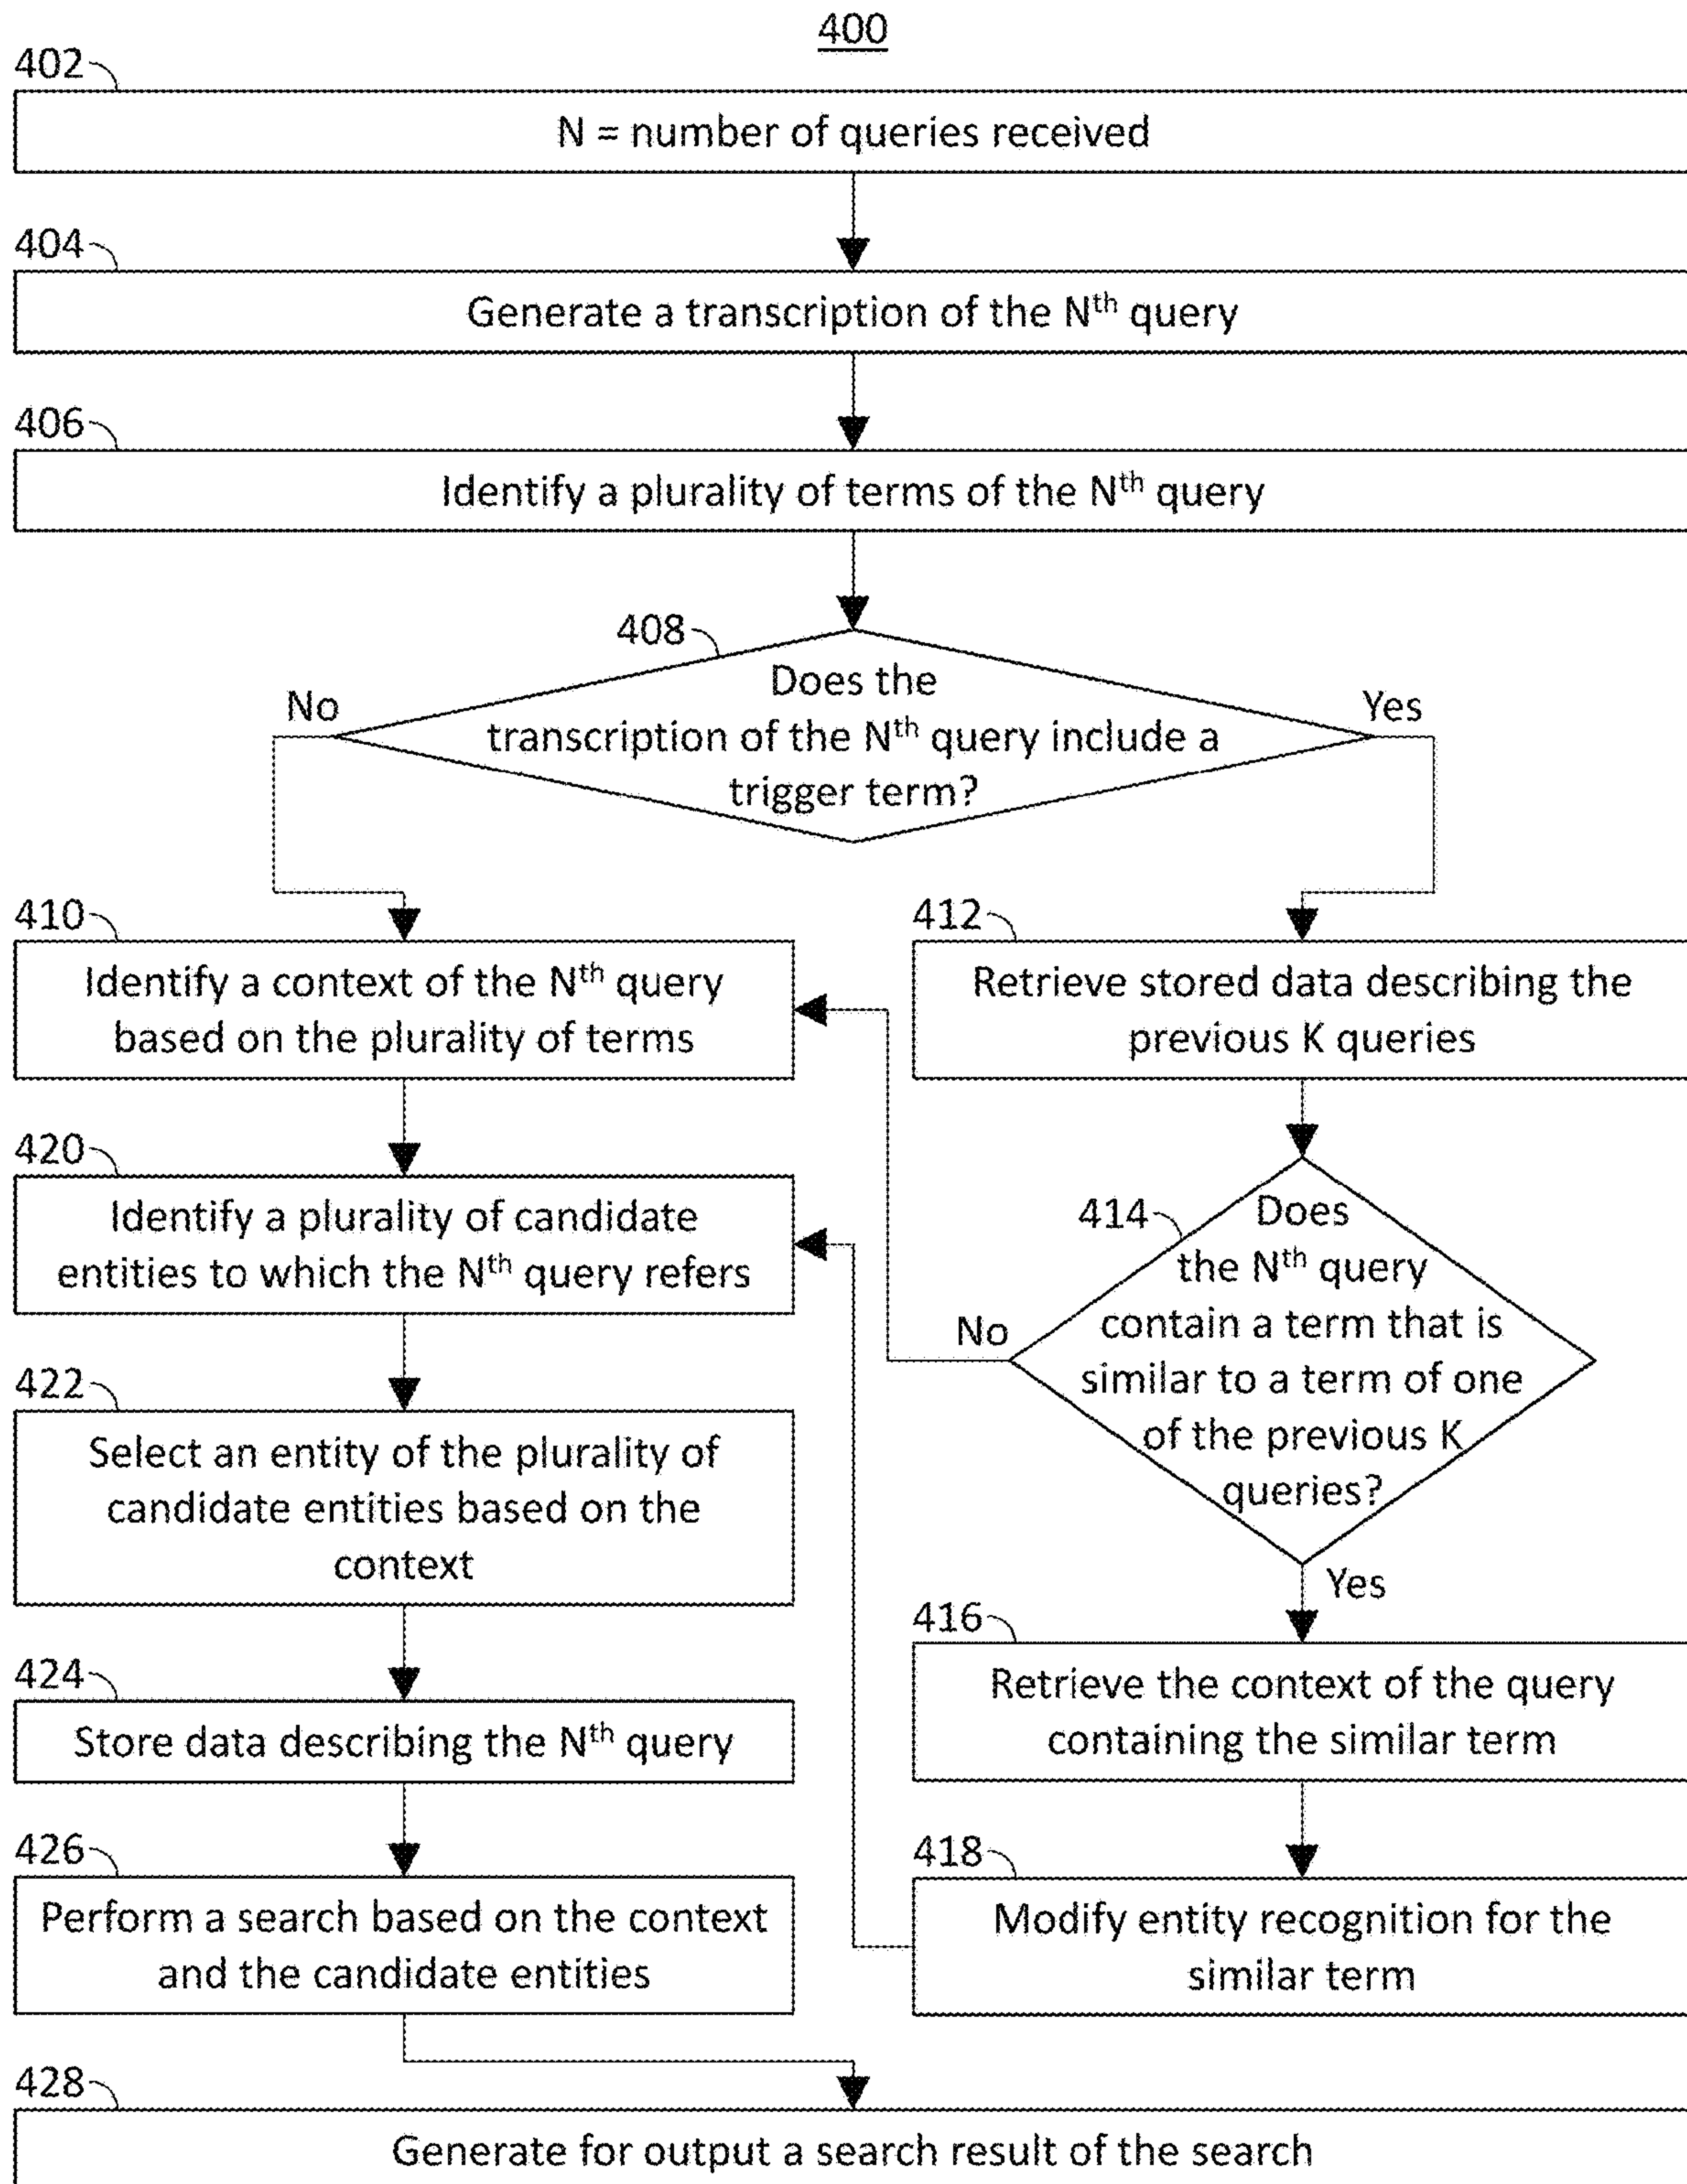 400
402
N = number of queries received
404
Generate a transcription of the Nth query
406
Identify a plurality of terms of the Nth query
408
Does the
transcription of the Nth query include a
trigger term?
No
Yes
410
Identify a context of the Nth query
based on the plurality of terms
412
Retrieve stored data describing the
previous K queries
414
Does
the Nth query
contain a term that is
similar to a term of one
of the previous K
queries?
No
Yes
420
Identify a plurality of candidate
entities to which the Nth query refers
422
Select an entity of the plurality of
candidate entities based on the
context
416
Retrieve the context of the query
containing the similar term
424
Store data describing the Nth query
418
Modify entity recognition for the
similar term
426
Perform a search based on the context
and the candidate entities
428
Generate for output a search result of the search